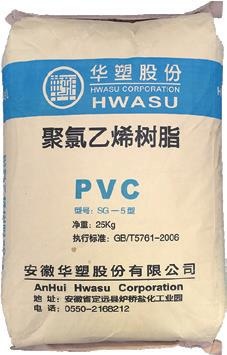 华塑股份
HWASU CORPORATION
HWASU
聚氯乙烯树脂
PVC
型号：SG－5型
净重：25Kg
执行标准：GB/T5761-2006
安徽华塑股份有限公司
AnHui Hwasu Corporation
地址：安徽省定远县炉桥盐化工业园
电话：0550-2168212